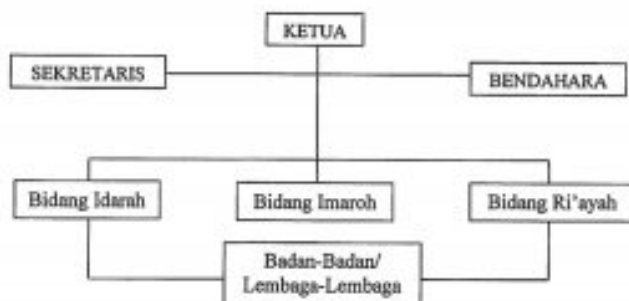 KETUA
SEKRETARIS
BENDAHARA
Bidang Idarah
Bidang Imaroh
Bidang Ri'ayah
Badan-Badan/
Lembaga-Lembaga